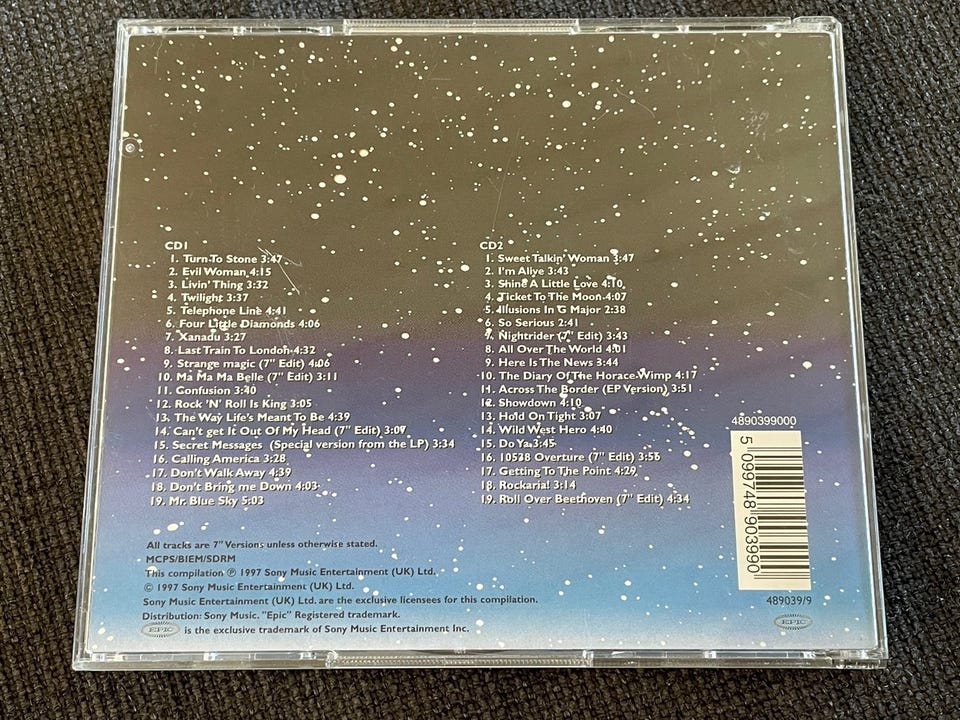 CD1
1. Turn To Stone 3:47
2. Evil Woman 4:15
3. Livin' Thing 3:32
4. Twilight 3:37
5. Telephone Line 4:41
6. Four Little Diamonds 4:06
7. Xanadu 3:27
8. Last Train To London 4:32
9. Strange magic (7" Edit) 4:06
10. Ma Ma Ma Belle (7" Edit) 3:11
11. Confusion 3:40
12. Rock 'N' Roll Is King 3:05
13. The Way Life's Meant To Be 4:39
14. Can't get It Out Of My Head (7" Edit) 3:07
15. Secret Messages (Special version from the LP) 3:34
16. Calling America 3:28
17. Don't Walk Away 4:39
18. Don't Bring me Down 4:03
19. Mr. Blue Sky 5:03
CD2
1. Sweet Talkin' Woman 3:47
2. I'm Alive 3:43
3. Shine A Little Love 4:10
4. Ticket To The Moon 4:07
5. Illusions In G Major 2:38
6. So Serious 2:41
7. Nightrider (7" Edit) 3:43
8. All Over The World 4:01
9. Here Is The News 3:44
10. The Diary Of The Horace Wimp 4:17
11. Across The Border (EP Version) 3:51
12. Showdown 4:10
13. Hold On Tight 3:07
14. Wild West Hero 4:40
15. Do Ya 3:45
16. 10538 Overture (7" Edit) 3:56
17. Getting To The Point 4:29
18. Rockaria! 3:14
19. Roll Over Beethoven (7" Edit) 4:34
4890399000
5 099748 903990
489039/9
EPIC
All tracks are 7" Versions unless otherwise stated.
MCPS/BIEM/SDRM
This compilation ℗ 1997 Sony Music Entertainment (UK) Ltd.
© 1997 Sony Music Entertainment (UK) Ltd.
Sony Music Entertainment (UK) Ltd. are the exclusive licensees for this compilation.
Distribution: Sony Music. "Epic" Registered trademark.
EPIC is the exclusive trademark of Sony Music Entertainment Inc.